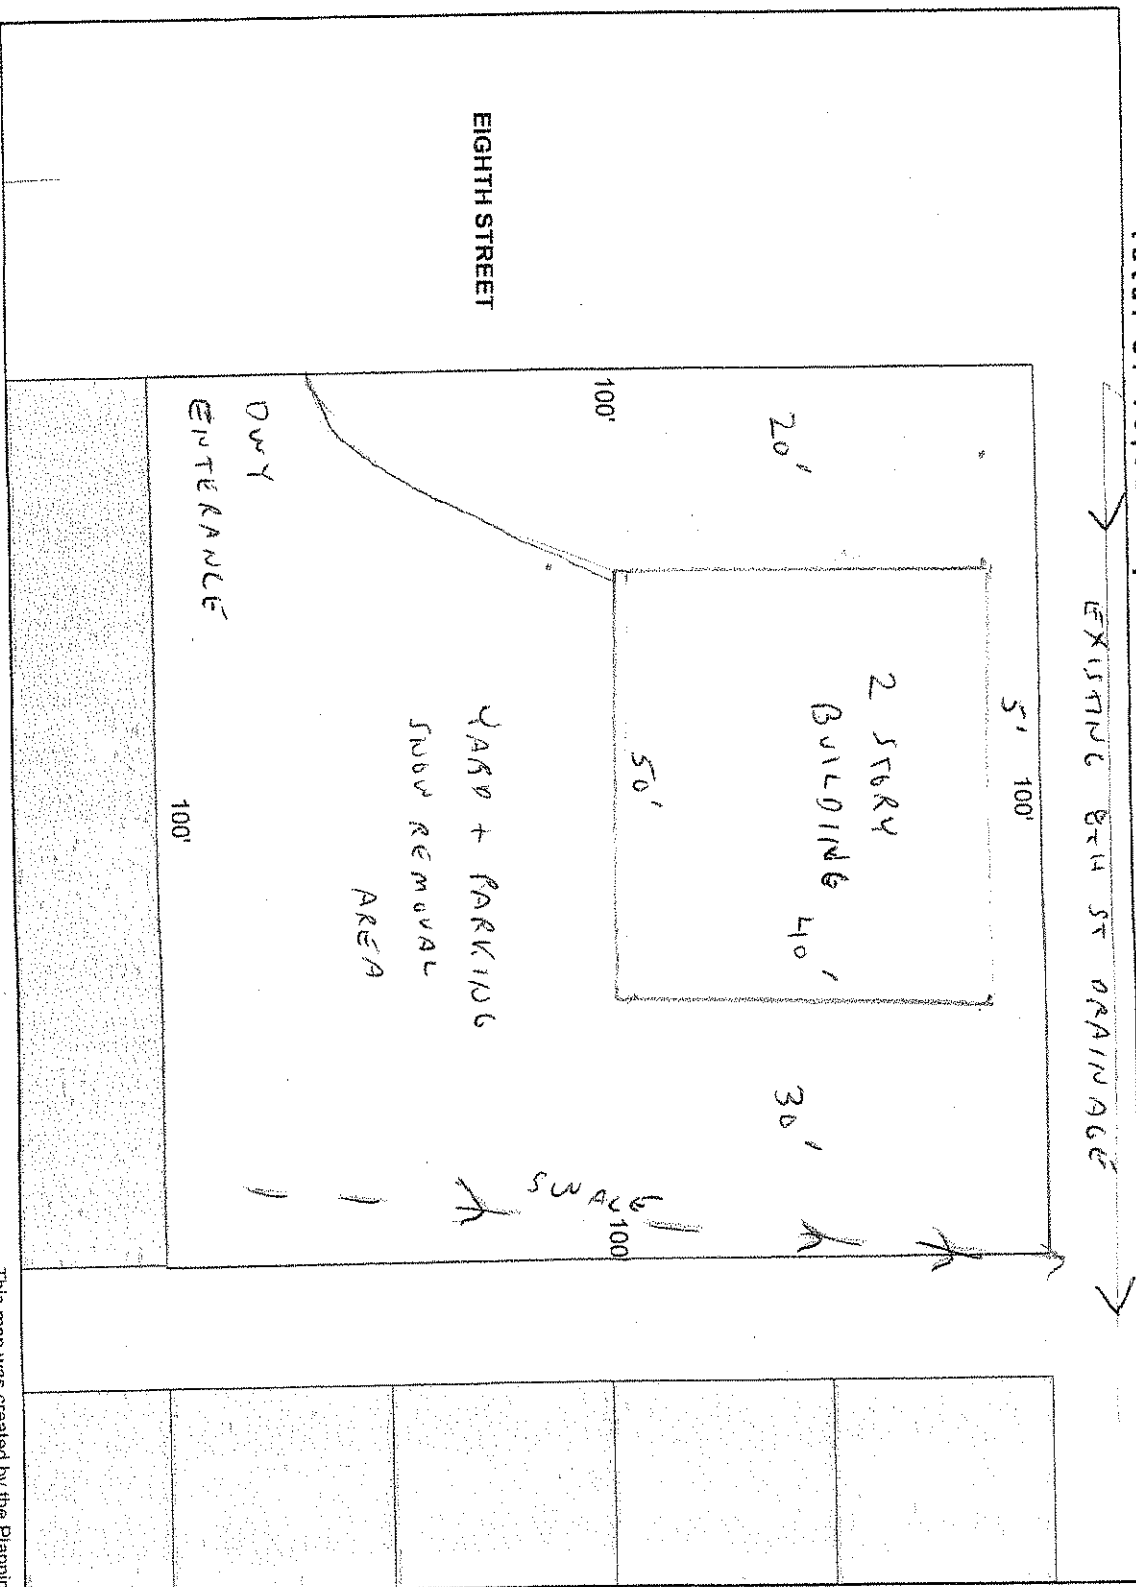 EXISTING 8TH ST DRAINAGE
5'
100'
2 STORY
BUILDING
40'
50'
20'
30'
100'
EIGHTH STREET
SWALE
100'
YARD + PARKING
SNOW REMOVAL
AREA
DWY
ENTERANCE
100'
This map was created by the